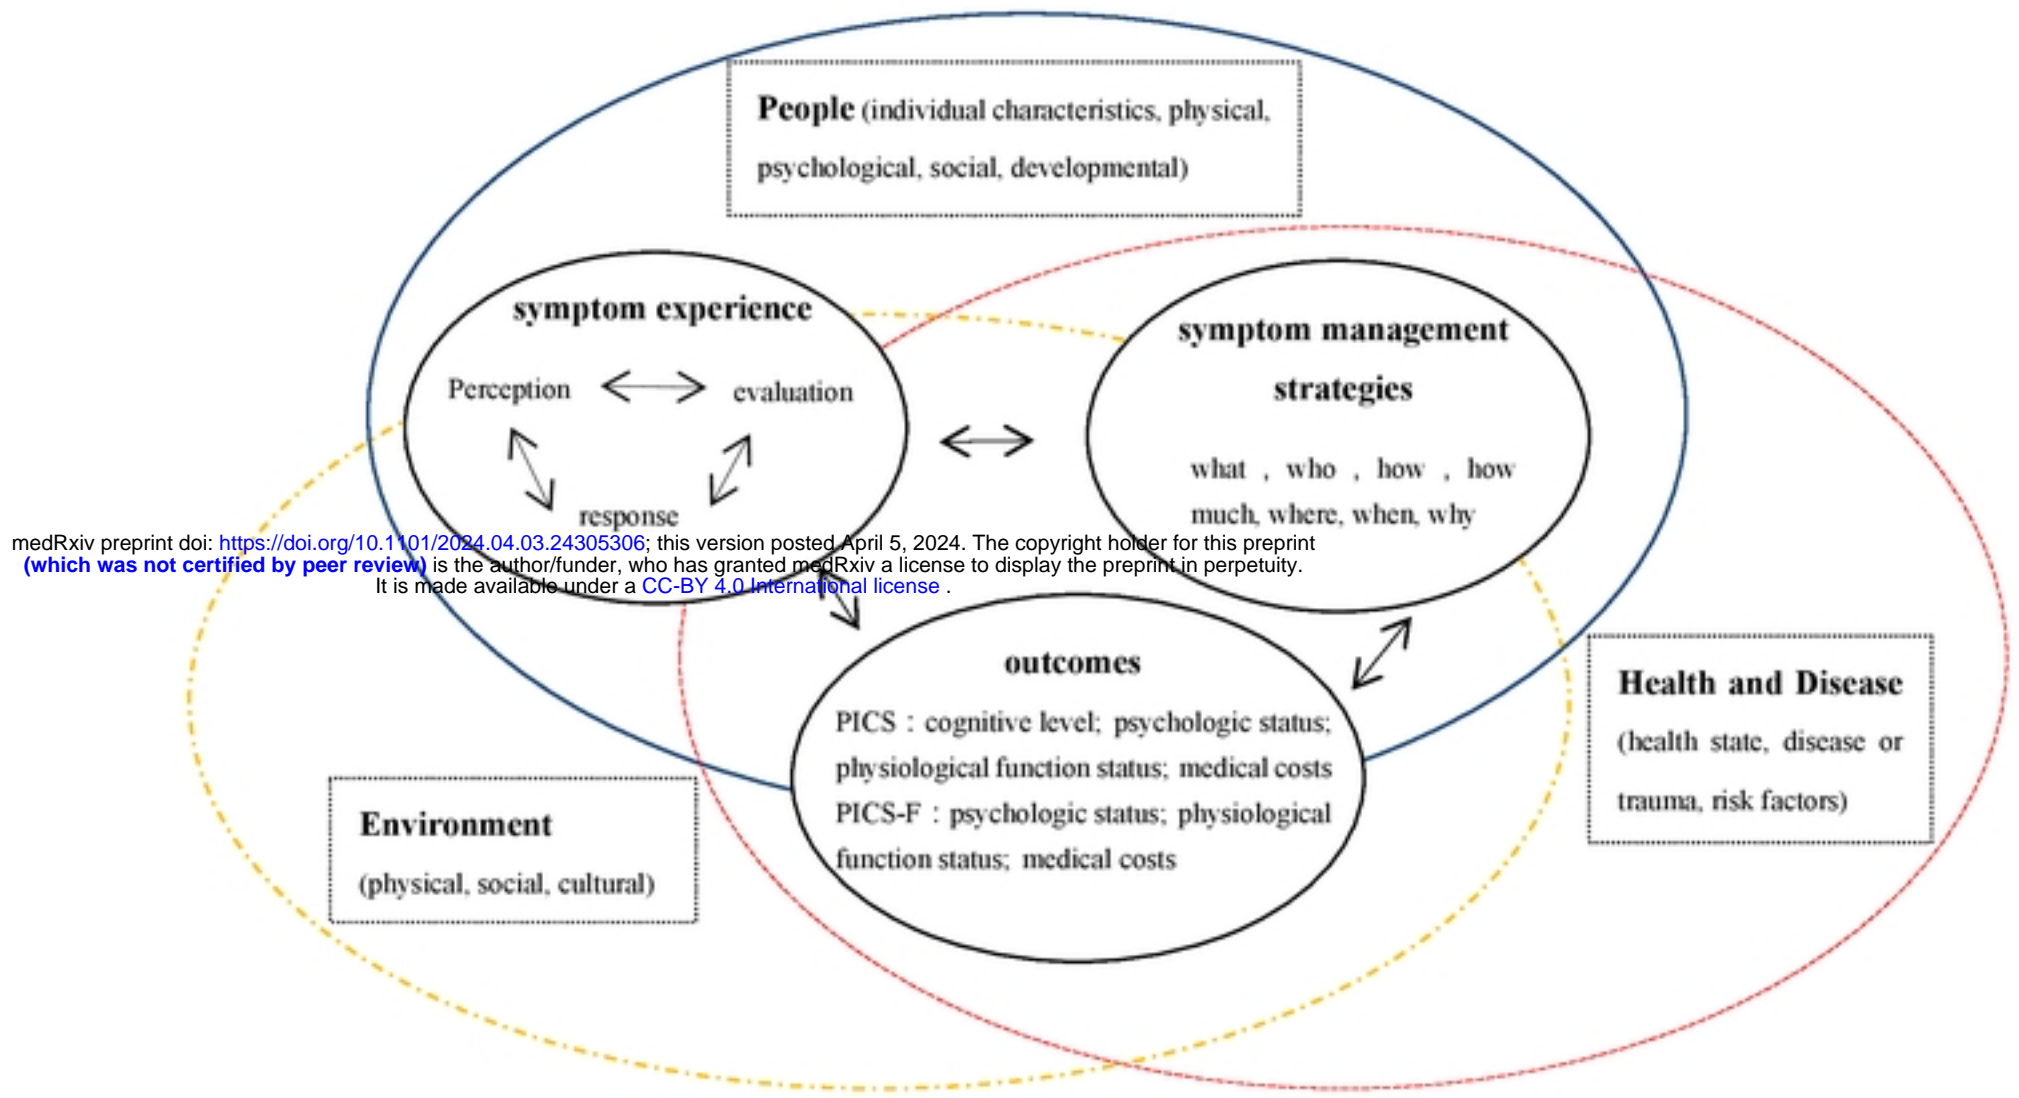 People (individual characteristics, physical,
psychological, social, developmental)
symptom experience
Perception
evaluation
response
symptom management
strategies
what , who , how , how
much, where, when, why
medRxiv preprint doi: https://doi.org/10.1101/2024.04.03.24305306; this version posted April 5, 2024. The copyright holder for this preprint
(which was not certified by peer review) is the author/funder, who has granted medRxiv a license to display the preprint in perpetuity.
It is made available under a CC-BY 4.0 International license .
outcomes
PICS : cognitive level; psychologic status;
physiological function status; medical costs
PICS-F : psychologic status; physiological
function status; medical costs
Health and Disease
(health state, disease or
trauma, risk factors)
Environment
(physical, social, cultural)